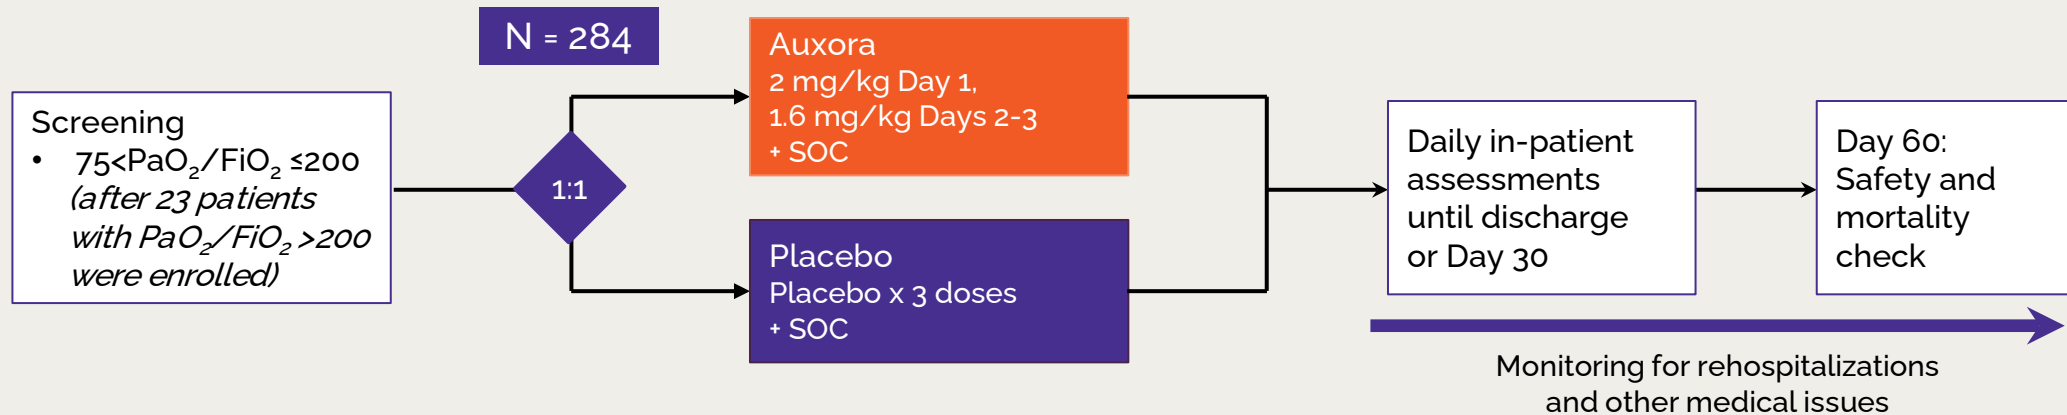 N = 284
Screening
• 75<PaO₂/FiO₂ ≤200
(after 23 patients
with PaO₂/FiO₂ >200
were enrolled)
1:1
Auxora
2 mg/kg Day 1,
1.6 mg/kg Days 2-3
+ SOC
Placebo
Placebo x 3 doses
+ SOC
Daily in-patient
assessments
until discharge
or Day 30
Day 60:
Safety and
mortality
check
Monitoring for rehospitalizations
and other medical issues